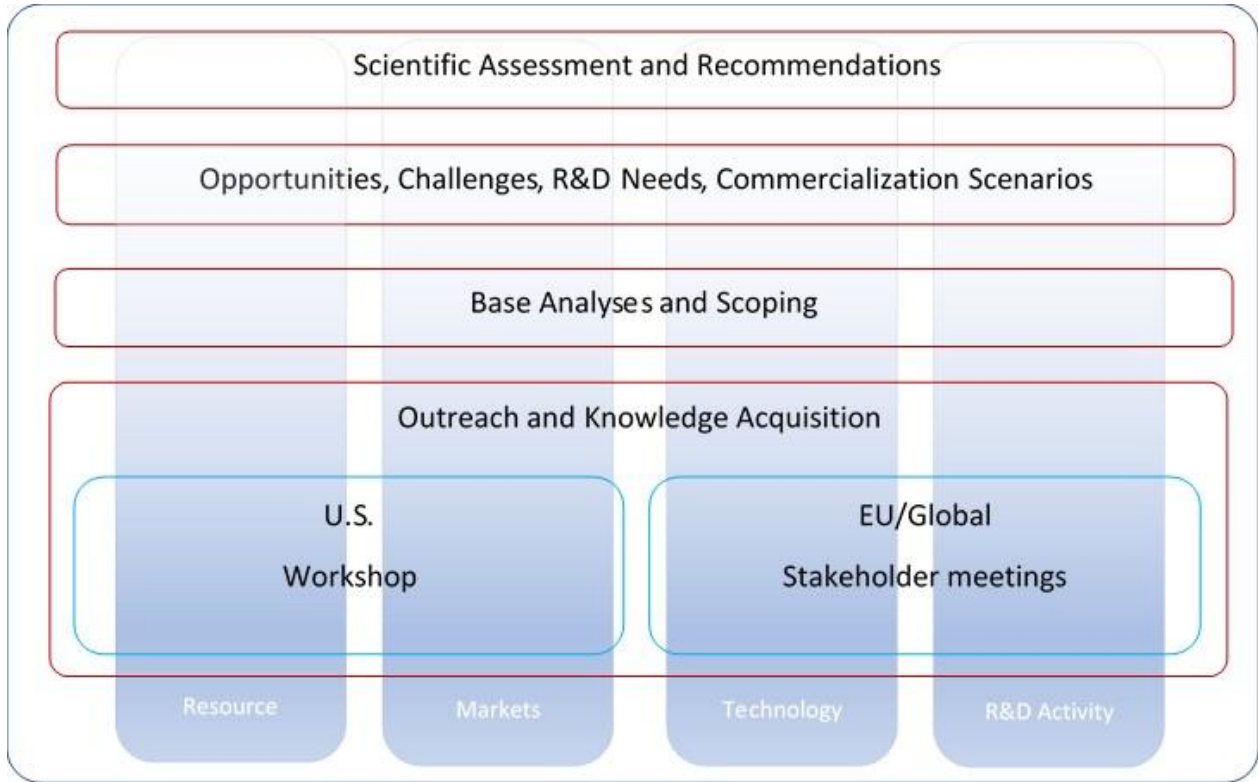 Scientific Assessment and Recommendations
Opportunities, Challenges, R&D Needs, Commercialization Scenarios
Base Analyses and Scoping
Outreach and Knowledge Acquisition
U.S.
Workshop
EU/Global
Stakeholder meetings
Resource
Markets
Technology
R&D Activity